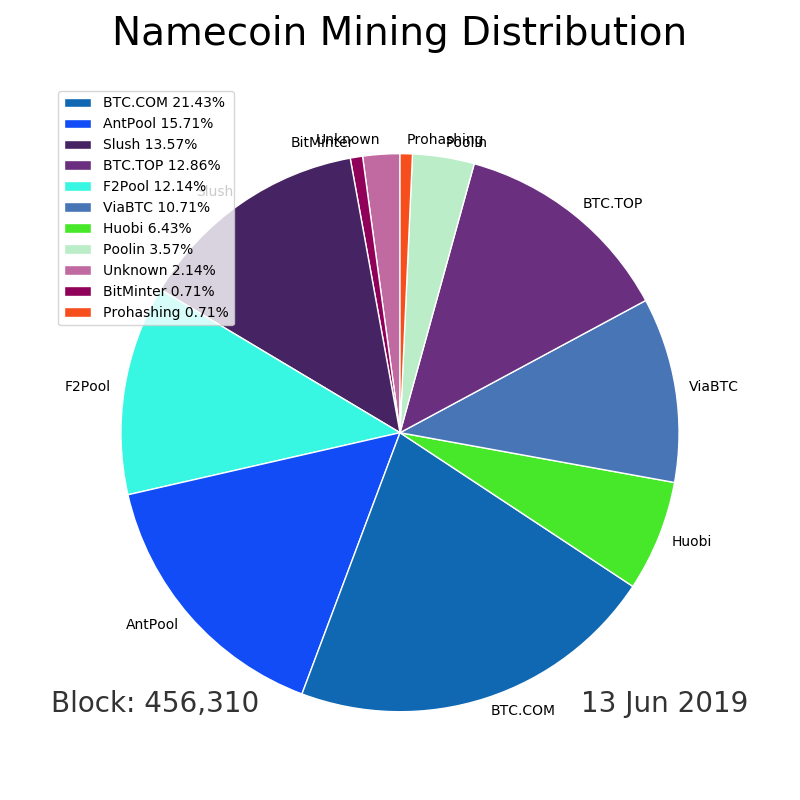 Namecoin Mining Distribution
BTC.COM 21.43%
AntPool 15.71%
Slush 13.57%
BTC.TOP 12.86%
F2Pool 12.14%
ViaBTC 10.71%
Huobi 6.43%
Poolin 3.57%
Unknown 2.14%
BitMinter 0.71%
Prohashing 0.71%
BitMinter
Unknown
Prohashing
Poolin
Slush
BTC.TOP
F2Pool
ViaBTC
Huobi
AntPool
BTC.COM
Block: 456,310
13 Jun 2019